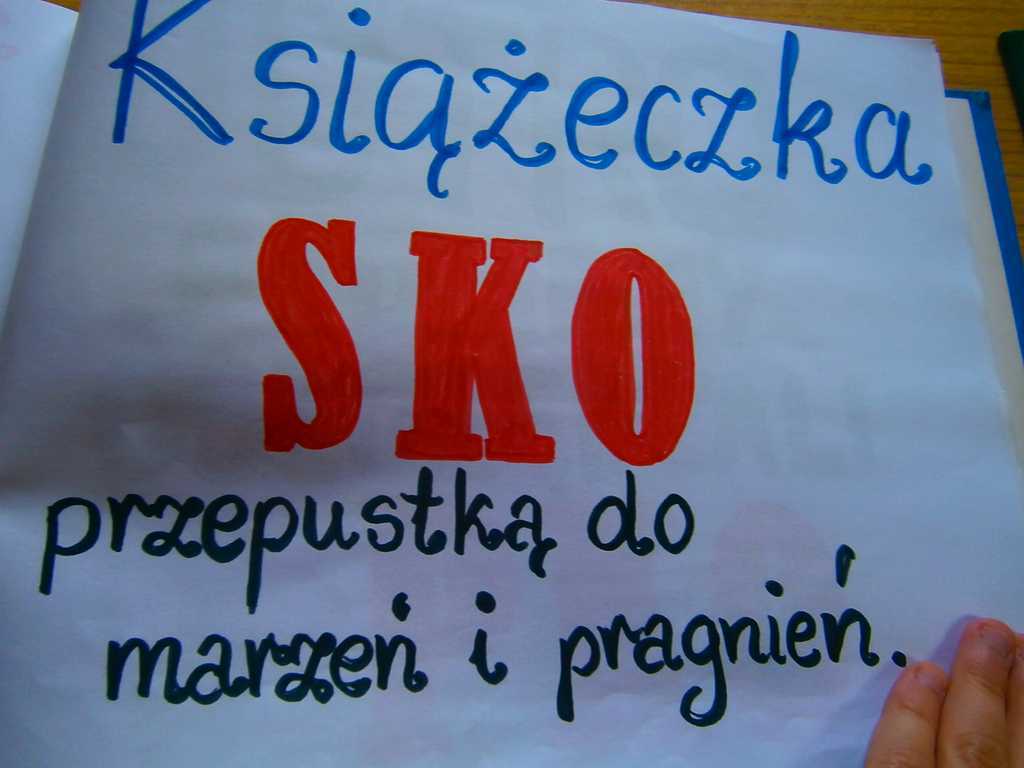 Książeczka
SKO
przepustką do
marzeń i pragnień.